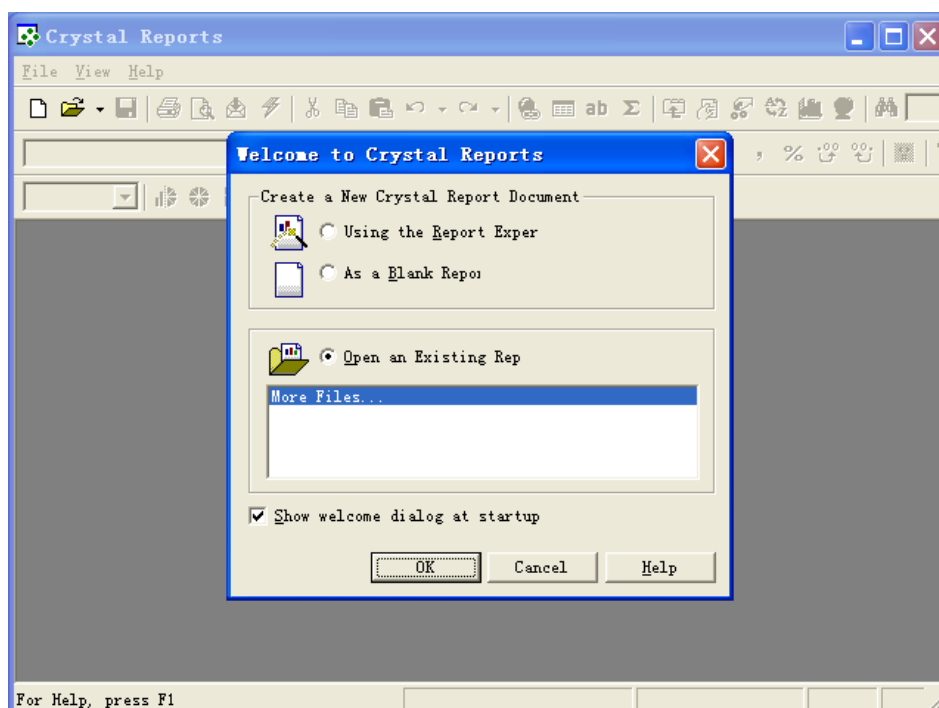 Crystal Reports
File View Help
ab Σ
, %
Welcome to Crystal Reports
Create a New Crystal Report Document
Using the Report Exper
As a Blank Repo
Open an Existing Rep
More Files...
Show welcome dialog at startup
OK Cancel Help
For Help, press F1